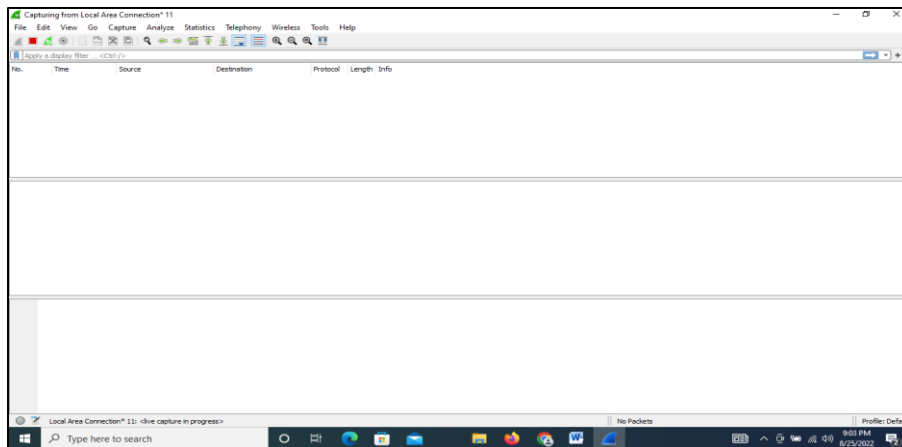 Capturing from Local Area Connection* 11
File Edit View Go Capture Analyze Statistics Telephony Wireless Tools Help
Apply a display filter ... <Ctrl-/>
No. Time Source Destination Protocol Length Info
Local Area Connection* 11: <live capture in progress> No Packets Profile: Defa
Type here to search
9:03 PM
8/25/2022